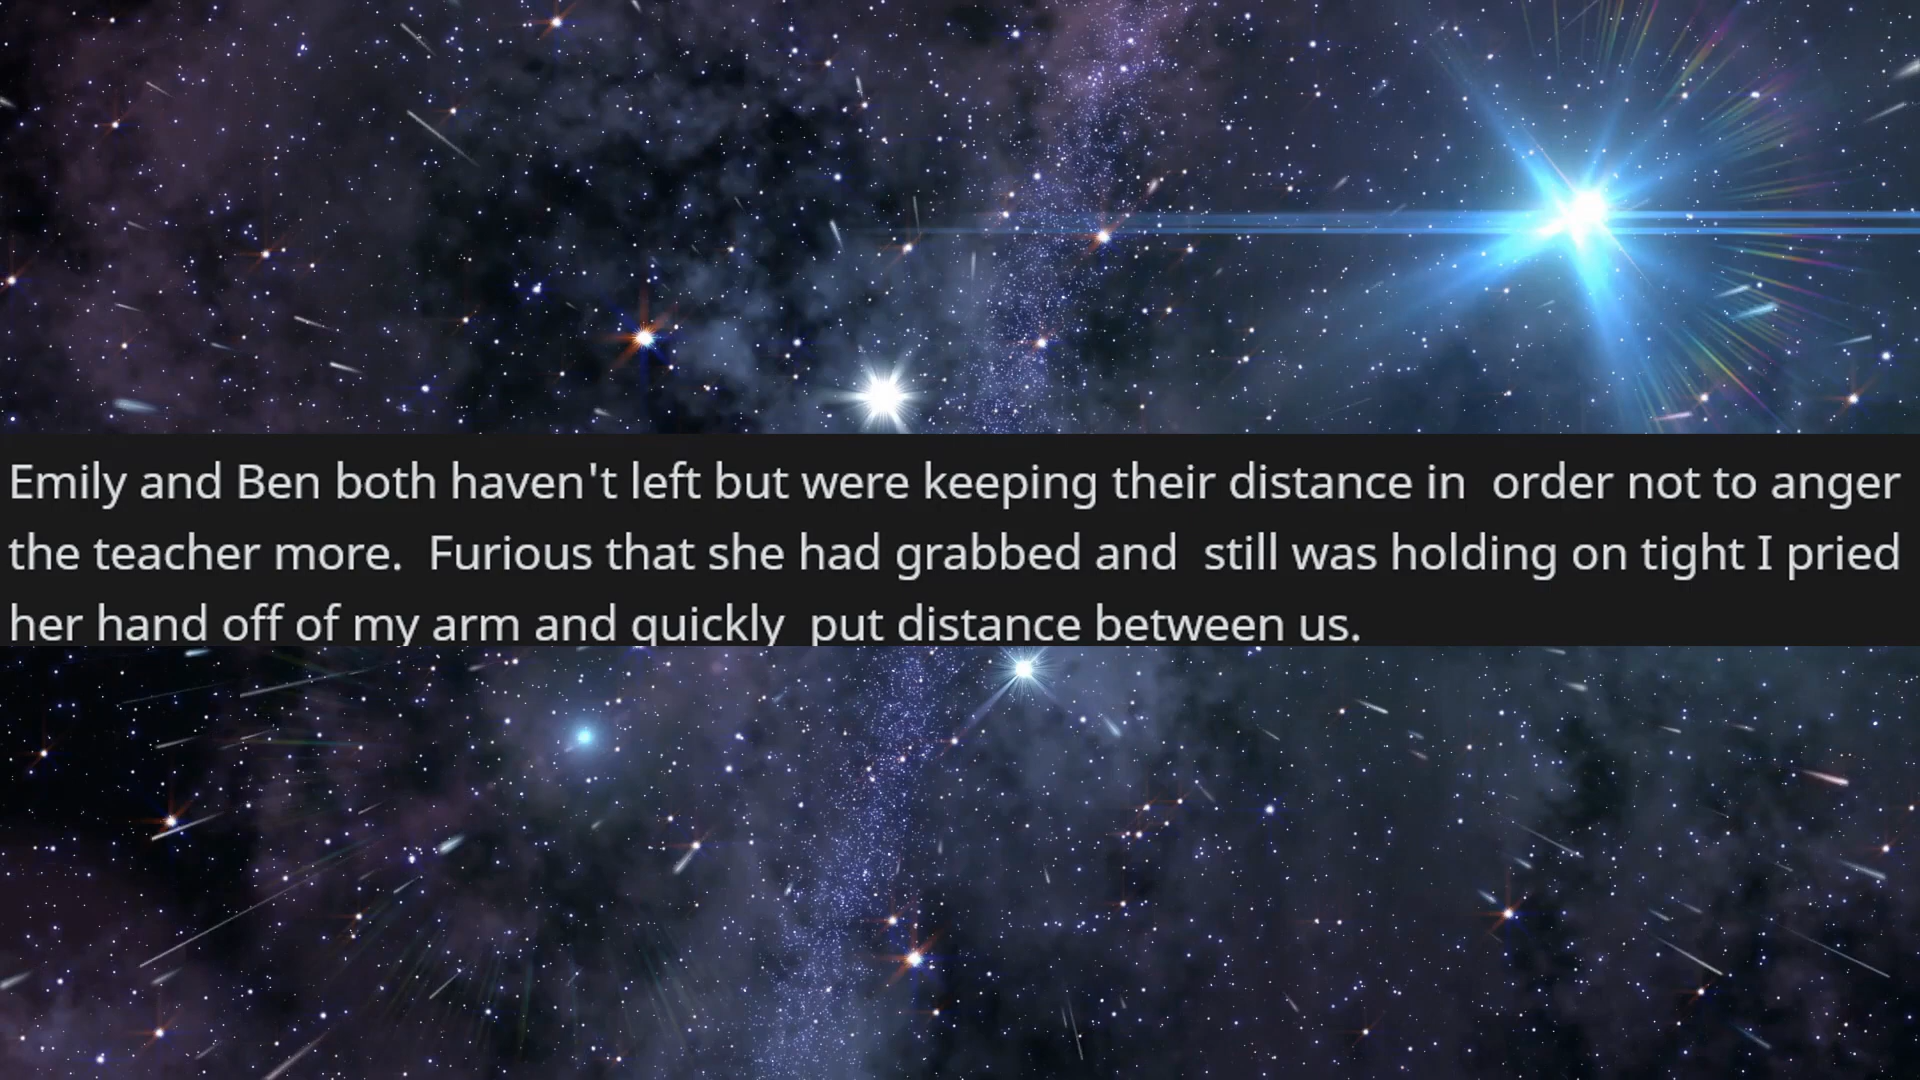 Emily and Ben both haven't left but were keeping their distance in  order not to anger
the teacher more.  Furious that she had grabbed and  still was holding on tight I pried
her hand off of my arm and quickly  put distance between us.